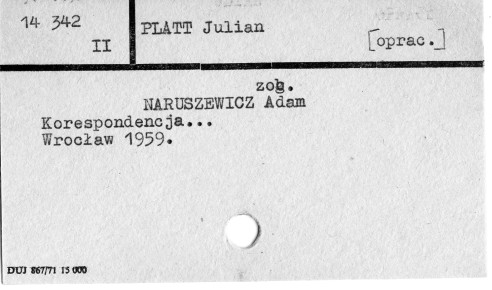 14 342
II
PLATT Julian
[oprac.]
zob.
NARUSZEWICZ Adam
Korespondencja...
Wrocław 1959.
DUJ 867/71 15 000